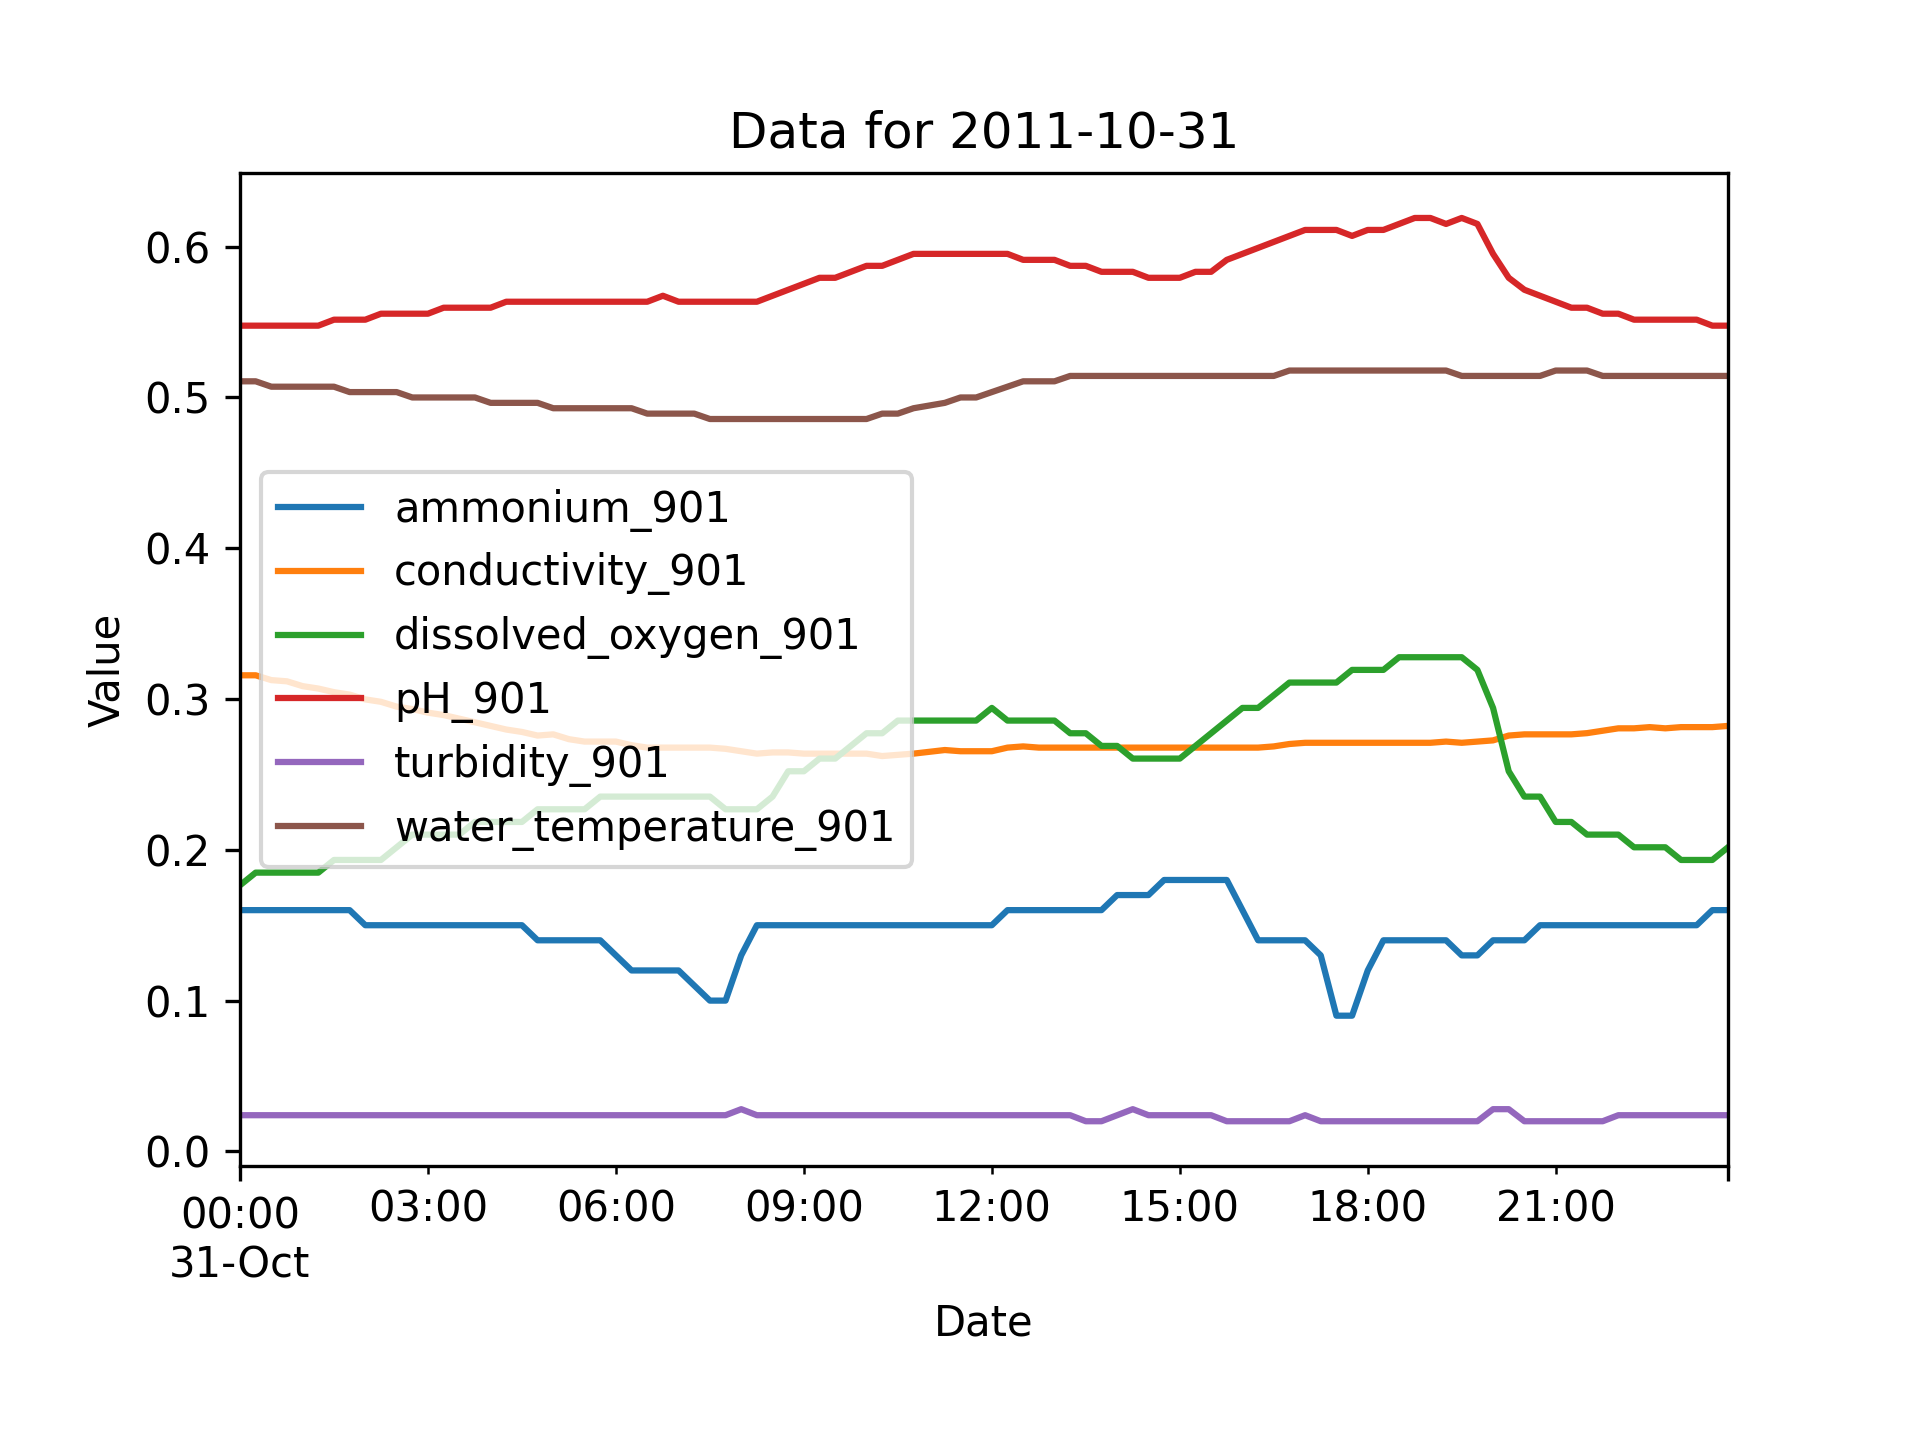 Data for 2011-10-31
0.6
0.5
0.4
0.3
0.2
0.1
0.0
Value
ammonium_901
conductivity_901
dissolved_oxygen_901
pH_901
turbidity_901
water_temperature_901
00:00 03:00 06:00 09:00 12:00 15:00 18:00 21:00
31-Oct
Date